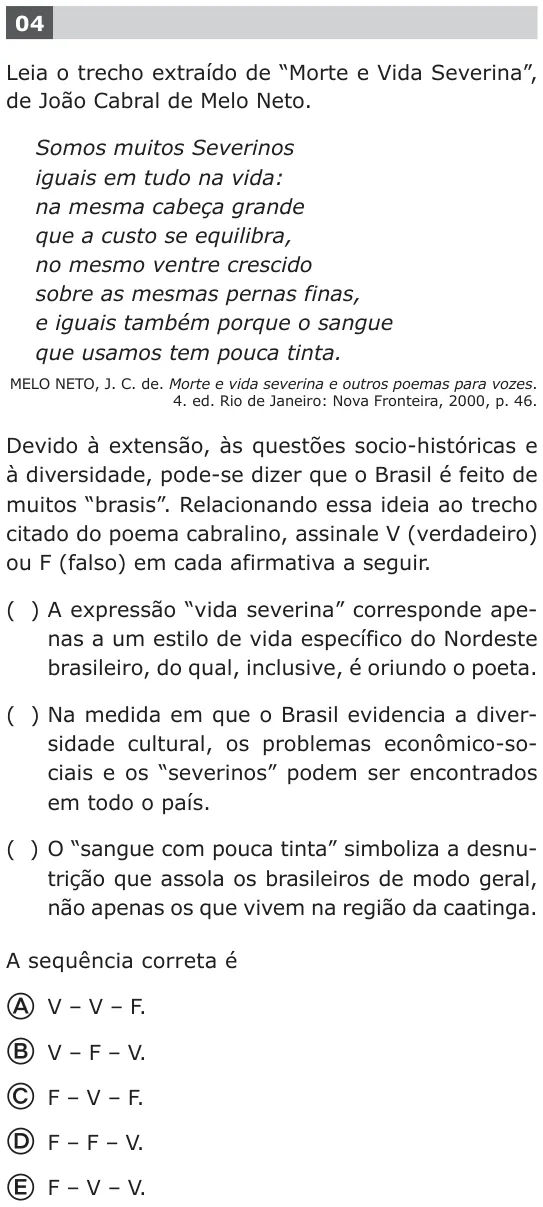 04
Leia o trecho extraído de “Morte e Vida Severina”,
de João Cabral de Melo Neto.
Somos muitos Severinos
iguais em tudo na vida:
na mesma cabeça grande
que a custo se equilibra,
no mesmo ventre crescido
sobre as mesmas pernas finas,
e iguais também porque o sangue
que usamos tem pouca tinta.
MELO NETO, J. C. de. Morte e vida severina e outros poemas para vozes.
4. ed. Rio de Janeiro: Nova Fronteira, 2000, p. 46.
Devido à extensão, às questões socio-históricas e
à diversidade, pode-se dizer que o Brasil é feito de
muitos “brasis”. Relacionando essa ideia ao trecho
citado do poema cabralino, assinale V (verdadeiro)
ou F (falso) em cada afirmativa a seguir.
( ) A expressão “vida severina” corresponde ape-
nas a um estilo de vida específico do Nordeste
brasileiro, do qual, inclusive, é oriundo o poeta.
( ) Na medida em que o Brasil evidencia a diver-
sidade cultural, os problemas econômico-so-
ciais e os “severinos” podem ser encontrados
em todo o país.
( ) O “sangue com pouca tinta” simboliza a desnu-
trição que assola os brasileiros de modo geral,
não apenas os que vivem na região da caatinga.
A sequência correta é
A V – V – F.
B V – F – V.
C F – V – F.
D F – F – V.
E F – V – V.